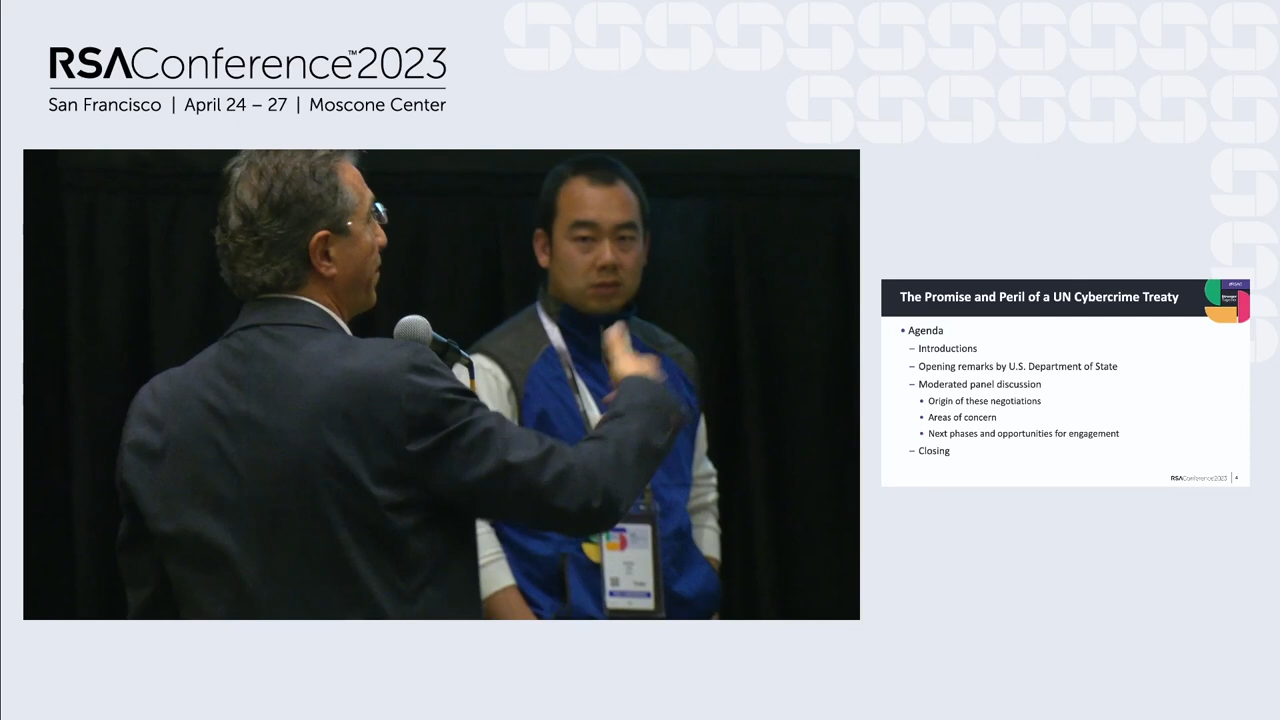 RSAConference™2023
San Francisco | April 24 – 27 | Moscone Center
The Promise and Peril of a UN Cybercrime Treaty
• Agenda
– Introductions
– Opening remarks by U.S. Department of State
– Moderated panel discussion
• Origin of these negotiations
• Areas of concern
• Next phases and opportunities for engagement
– Closing
RSAConference2023 | 4